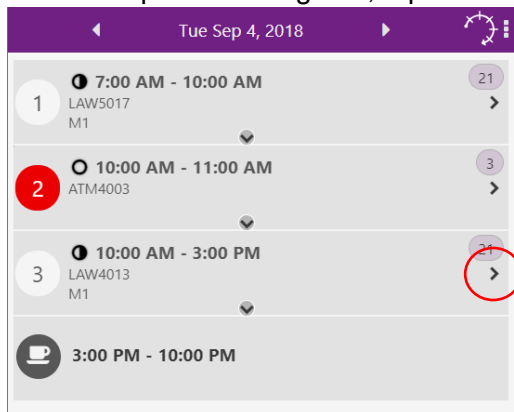 Tue Sep 4, 2018
7:00 AM - 10:00 AM
21
1
LAW5017
M1
10:00 AM - 11:00 AM
3
2
ATM4003
10:00 AM - 3:00 PM
21
3
LAW4013
M1
3:00 PM - 10:00 PM